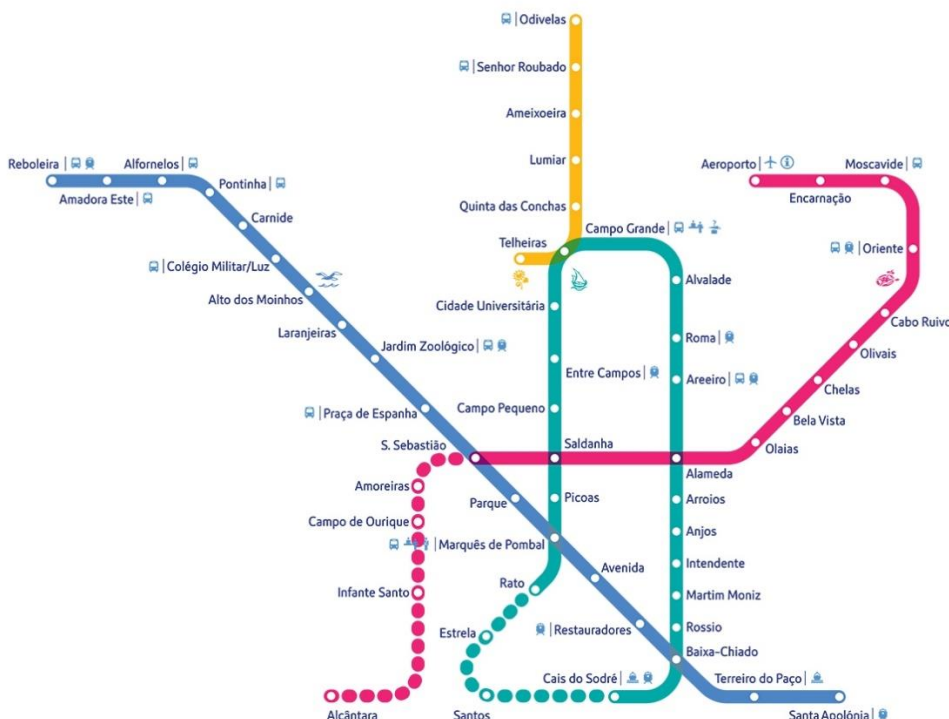 Odivelas
Senhor Roubado
Ameixoeira
Lumiar
Quinta das Conchas
Telheiras
Campo Grande
Reboleira
Amadora Este
Alfornelos
Pontinha
Carnide
Colégio Militar/Luz
Alto dos Moinhos
Laranjeiras
Jardim Zoológico
Praça de Espanha
S. Sebastião
Aeroporto
Encarnação
Moscavide
Oriente
Cabo Ruivo
Olivais
Chelas
Bela Vista
Olaias
Cidade Universitária
Entre Campos
Campo Pequeno
Saldanha
Picoas
Marquês de Pombal
Rato
Alvalade
Roma
Areeiro
Alameda
Arroios
Anjos
Intendente
Martim Moniz
Rossio
Baixa-Chiado
Amoreiras
Campo de Ourique
Infante Santo
Alcântara
Parque
Avenida
Restauradores
Estrela
Santos
Cais do Sodré
Terreiro do Paço
Santa Apolónia